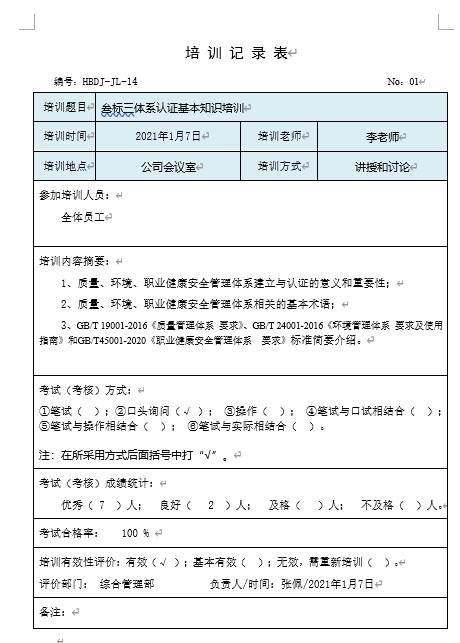 培 训 记 录 表
编号：HBDJ-JL-14 No：01
培训题目 叁标三体系认证基本知识培训
培训时间 2021年1月7日 培训老师 李老师
培训地点 公司会议室 培训方式 讲授和讨论
参加培训人员：
全体员工
培训内容摘要：
1、质量、环境、职业健康安全管理体系建立与认证的意义和重要性；
2、质量、环境、职业健康安全管理体系相关的基本术语；
3、GB/T 19001-2016《质量管理体系 要求》、GB/T 24001-2016《环境管理体系 要求及使用
指南》和GB/T45001-2020《职业健康安全管理体系 要求》标准简要介绍。
考试（考核）方式：
①笔试（ ）；②口头询问（√ ）； ③操作（ ）； ④笔试与口试相结合（ ）；
⑤笔试与操作相结合（ ）； ⑥笔试与实际相结合（ ）。
注：在所采用方式后面括号中打“√”。
考试（考核）成绩统计：
优秀（ 7 ）人； 良好（ 2 ）人； 及格（ ）人； 不及格（ ）人。
考试合格率： 100 %
培训有效性评价：有效（√ ）；基本有效（ ）；无效，需重新培训（ ）。
评价部门： 综合管理部 负责人/时间：张佩/2021年1月7日
备注：